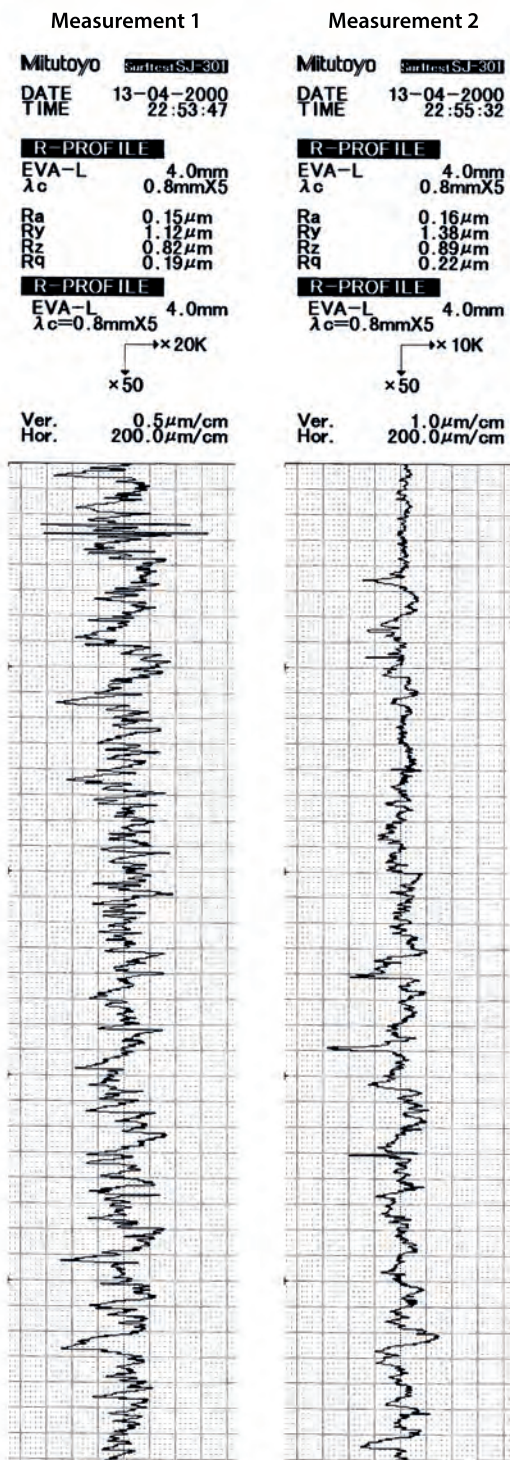 Measurement 1
Mitutoyo SurftestSJ-301
DATE 13-04-2000
TIME 22:53:47
R-PROFILE
EVA-L 4.0mm
λc 0.8mmX5
Ra 0.15μm
Ry 1.12μm
Rz 0.82μm
Rq 0.19μm
R-PROFILE
EVA-L 4.0mm
λc=0.8mmX5
×20K
×50
Ver. 0.5μm/cm
Hor. 200.0μm/cm
Measurement 2
Mitutoyo SurftestSJ-301
DATE 13-04-2000
TIME 22:55:32
R-PROFILE
EVA-L 4.0mm
λc 0.8mmX5
Ra 0.16μm
Ry 1.38μm
Rz 0.89μm
Rq 0.22μm
R-PROFILE
EVA-L 4.0mm
λc=0.8mmX5
×10K
×50
Ver. 1.0μm/cm
Hor. 200.0μm/cm